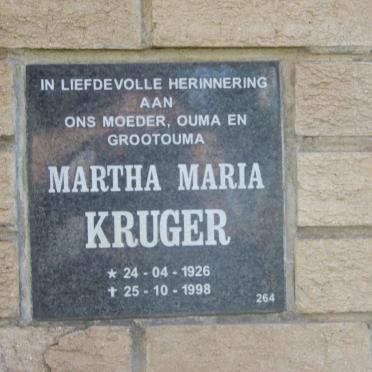 IN LIEFDEVOLLE HERINNERING
AAN
ONS MOEDER, OUMA EN
GROOTOUMA
MARTHA MARIA
KRUGER
★ 24 - 04 - 1926
✝ 25 - 10 - 1998
264